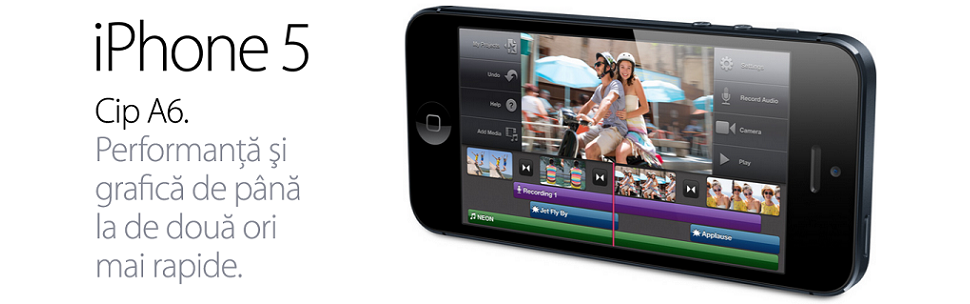 iPhone 5
Cip A6.
Performanță şi
grafică de până
la de două ori
mai rapide.
My Projects
Undo
Help
Add Media
Settings
Record Audio
Camera
Play
Recording 1
Jet Fly By
NEON
Applause